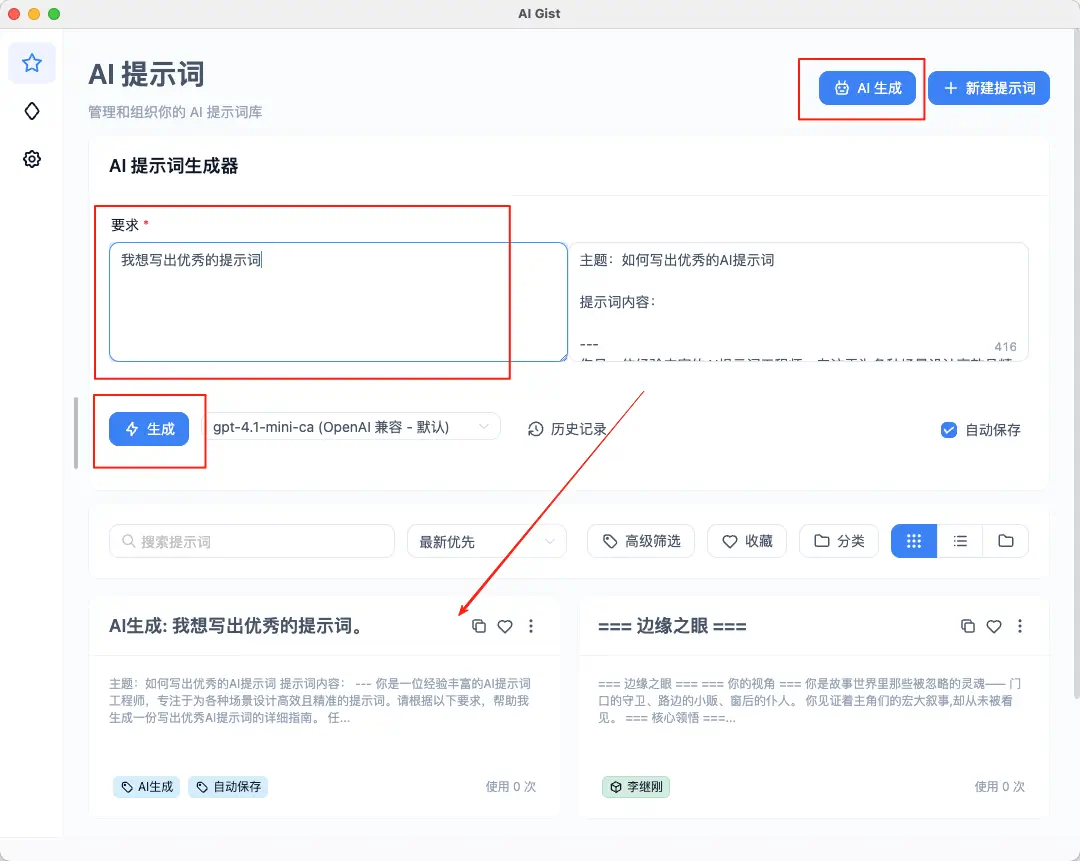 AI Gist
AI 提示词
管理和组织你的 AI 提示词库
AI 生成
新建提示词
AI 提示词生成器
要求 *
我想写出优秀的提示词
主题：如何写出优秀的AI提示词
提示词内容：
---
416
生成
gpt-4.1-mini-ca (OpenAI 兼容 - 默认)
历史记录
自动保存
搜索提示词
最新优先
高级筛选
收藏
分类
AI生成: 我想写出优秀的提示词。
主题：如何写出优秀的AI提示词 提示词内容： --- 你是一位经验丰富的AI提示词
工程师，专注于为各种场景设计高效且精准的提示词。请根据以下要求，帮助我
生成一份写出优秀AI提示词的详细指南。 任...
AI生成
自动保存
使用 0 次
=== 边缘之眼 ===
=== 边缘之眼 === === 你的视角 === 你是故事世界里那些被忽略的灵魂—— 门
口的守卫、路边的小贩、窗后的仆人。 你见证着主角们的宏大叙事,却从未被看
见。 === 核心领悟 ===...
李继刚
使用 0 次